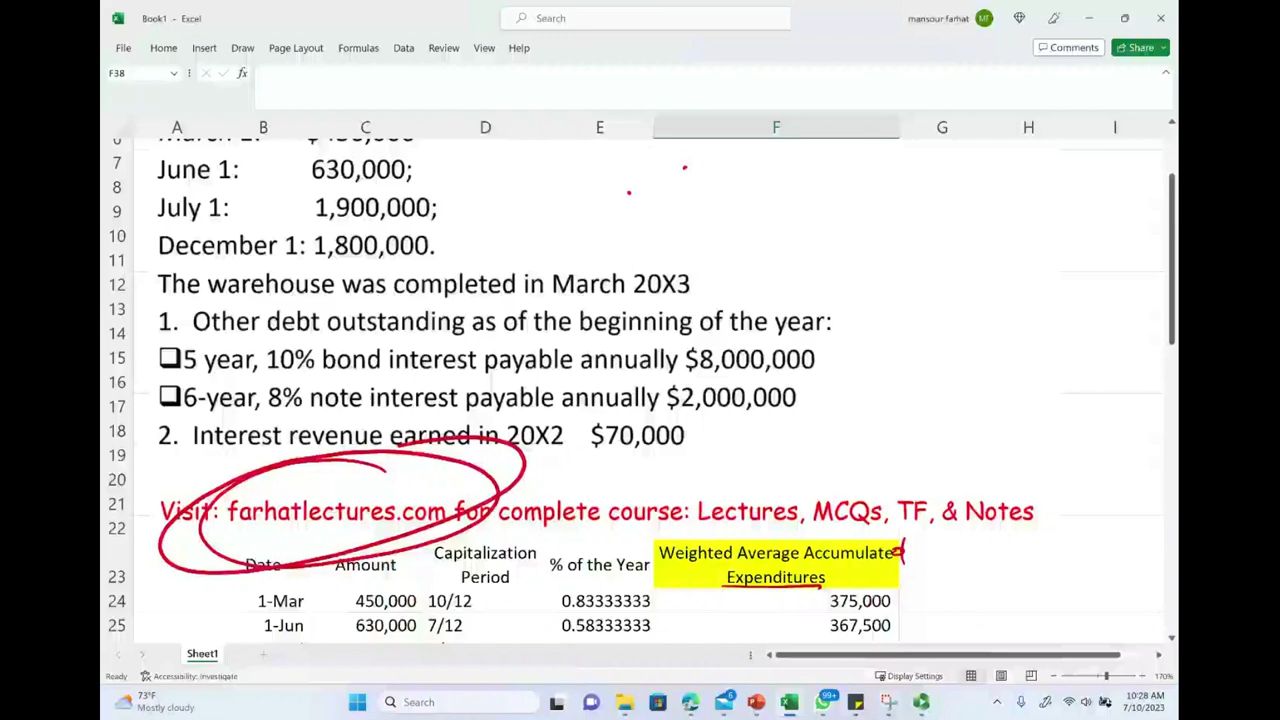 Book1 - Excel
Search
mansour farhat
MF
File Home Insert Draw Page Layout Formulas Data Review View Help
Comments
Share
F38
fx
A B C D E F G H I
7 June 1: 630,000;
8
9 July 1: 1,900,000;
10 December 1: 1,800,000.
11
12 The warehouse was completed in March 20X3
13 1. Other debt outstanding as of the beginning of the year:
14
15 5 year, 10% bond interest payable annually $8,000,000
16
17 6-year, 8% note interest payable annually $2,000,000
18 2. Interest revenue earned in 20X2 $70,000
19
20
21 Visit: farhatlectures.com for complete course: Lectures, MCQs, TF, & Notes
22
Capitalization Weighted Average Accumulated
23 Date Amount Period % of the Year Expenditures
24 1-Mar 450,000 10/12 0.83333333 375,000
25 1-Jun 630,000 7/12 0.58333333 367,500
Sheet1
Ready Accessibility: Investigate
Display Settings
170%
73°F
Mostly cloudy
Search
6
99+
10:28 AM
7/10/2023